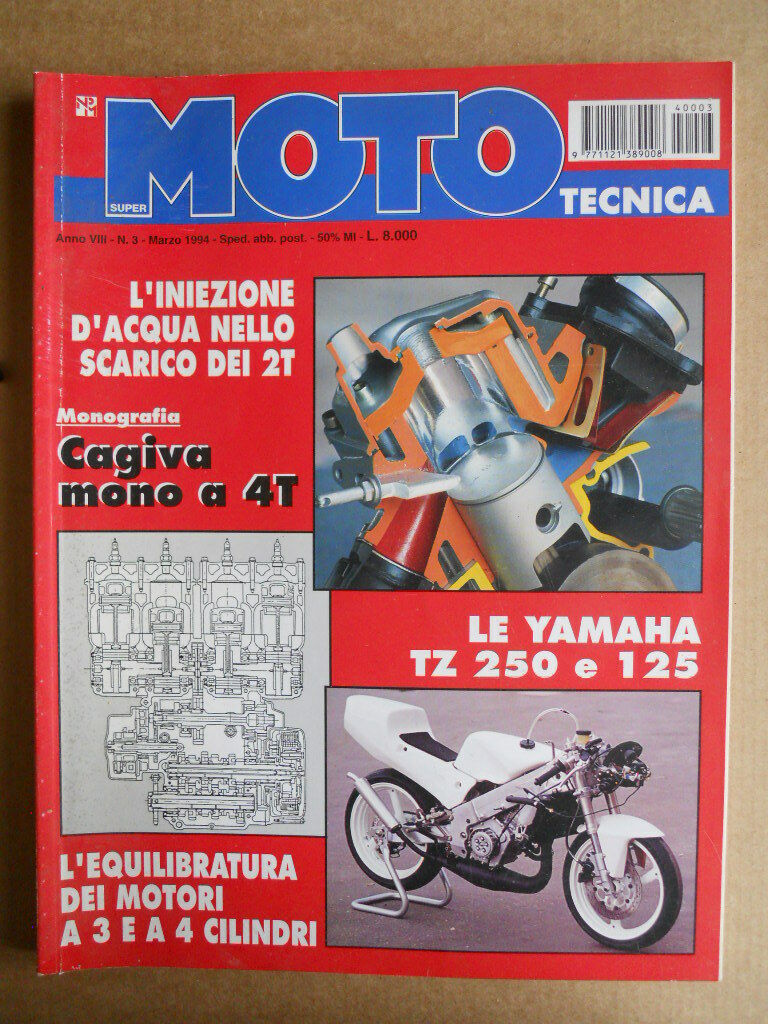 NPM
SUPER MOTO TECNICA
40003
9 771121 389008
Anno VIII - N. 3 - Marzo 1994 - Sped. abb. post. - 50% MI - L. 8.000
L'INIEZIONE
D'ACQUA NELLO
SCARICO DEI 2T
Monografia
Cagiva
mono a 4T
LE YAMAHA
TZ 250 e 125
L'EQUILIBRATURA
DEI MOTORI
A 3 E A 4 CILINDRI